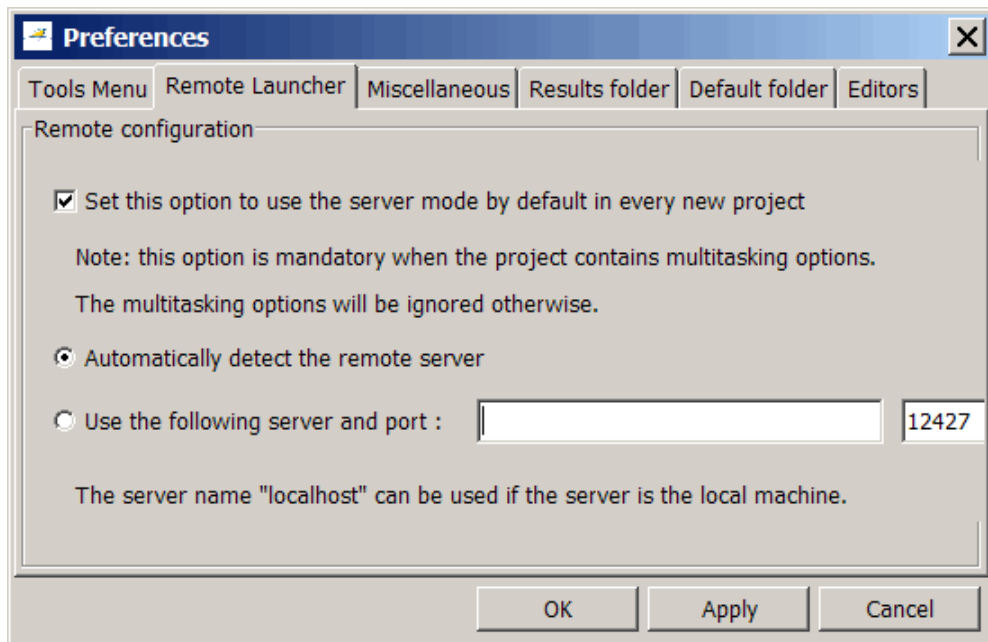 Preferences
Tools Menu Remote Launcher Miscellaneous Results folder Default folder Editors
Remote configuration
Set this option to use the server mode by default in every new project
Note: this option is mandatory when the project contains multitasking options.
The multitasking options will be ignored otherwise.
Automatically detect the remote server
Use the following server and port : 12427
The server name "localhost" can be used if the server is the local machine.
OK Apply Cancel